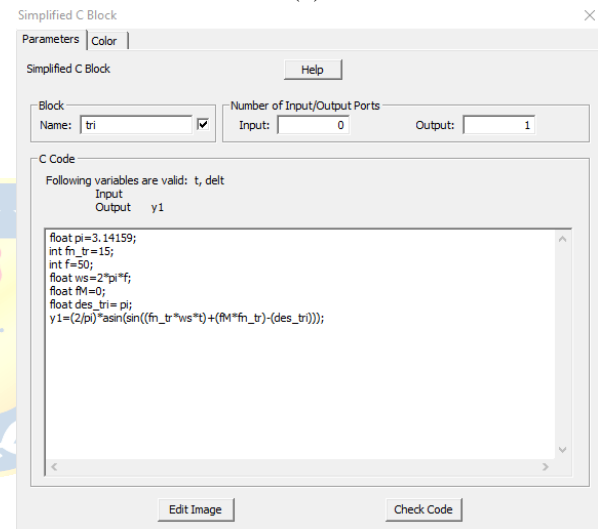 Simplified C Block
Parameters Color
Simplified C Block Help
Block Number of Input/Output Ports
Name: tri Input: 0 Output: 1
C Code
Following variables are valid: t, delt
Input
Output y1
float pi=3.14159;
int fn_tr=15;
int f=50;
float ws=2*pi*f;
float fM=0;
float des_tri= pi;
y1=(2/pi)*asin(sin((fn_tr*ws*t)+(fM*fn_tr)-(des_tri)));
Edit Image Check Code